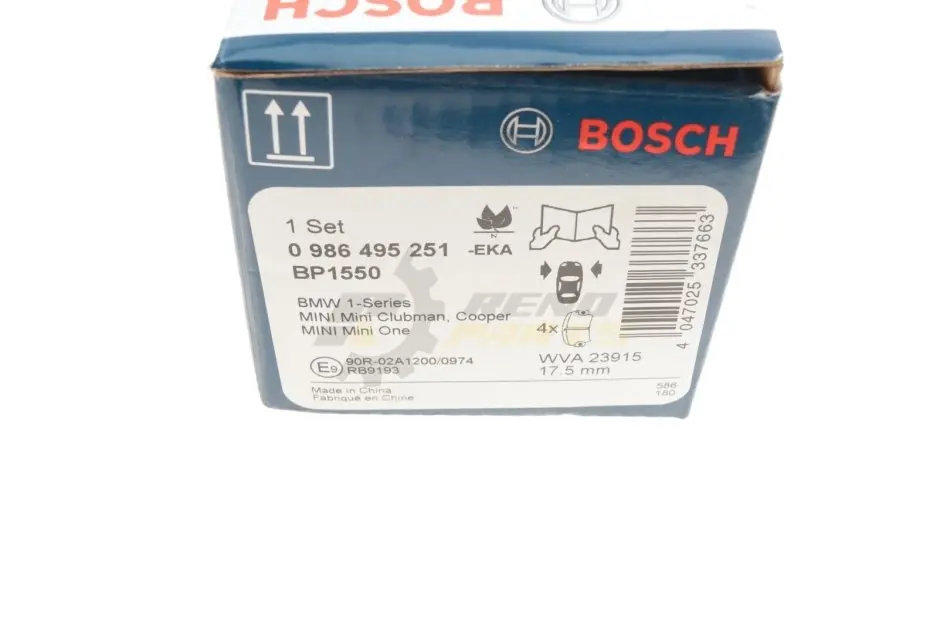 BOSCH
BOSCH
1 Set
0 986 495 251 -EKA
BP1550
BMW 1-Series
MINI Mini Clubman, Cooper
MINI Mini One
4x
E9 90R-02A1200/0974
RB9193
WVA 23915
17.5 mm
Made in China
Fabriqué en Chine
586
180
4 047025 337663
RENO